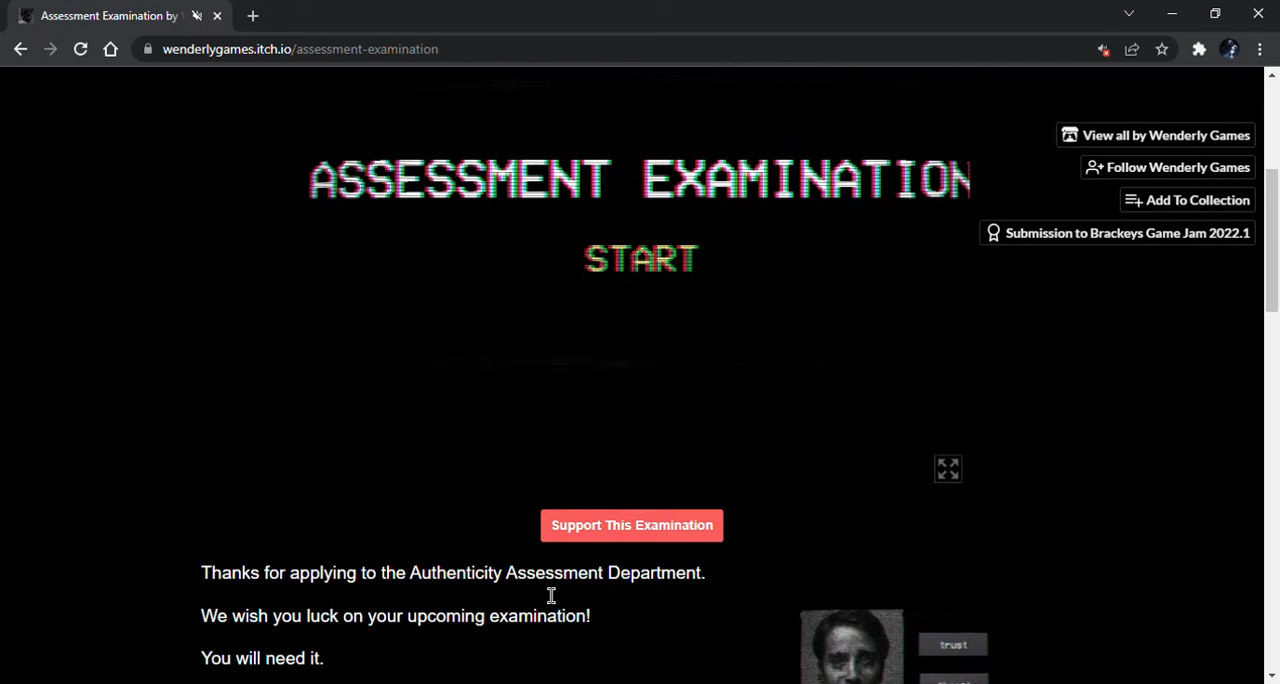 Assessment Examination by
wenderlygames.itch.io/assessment-examination
View all by Wenderly Games
ASSESSMENT EXAMINATION
Follow Wenderly Games
Add To Collection
Submission to Brackeys Game Jam 2022.1
START
Support This Examination
Thanks for applying to the Authenticity Assessment Department.
We wish you luck on your upcoming examination!
trust
You will need it.